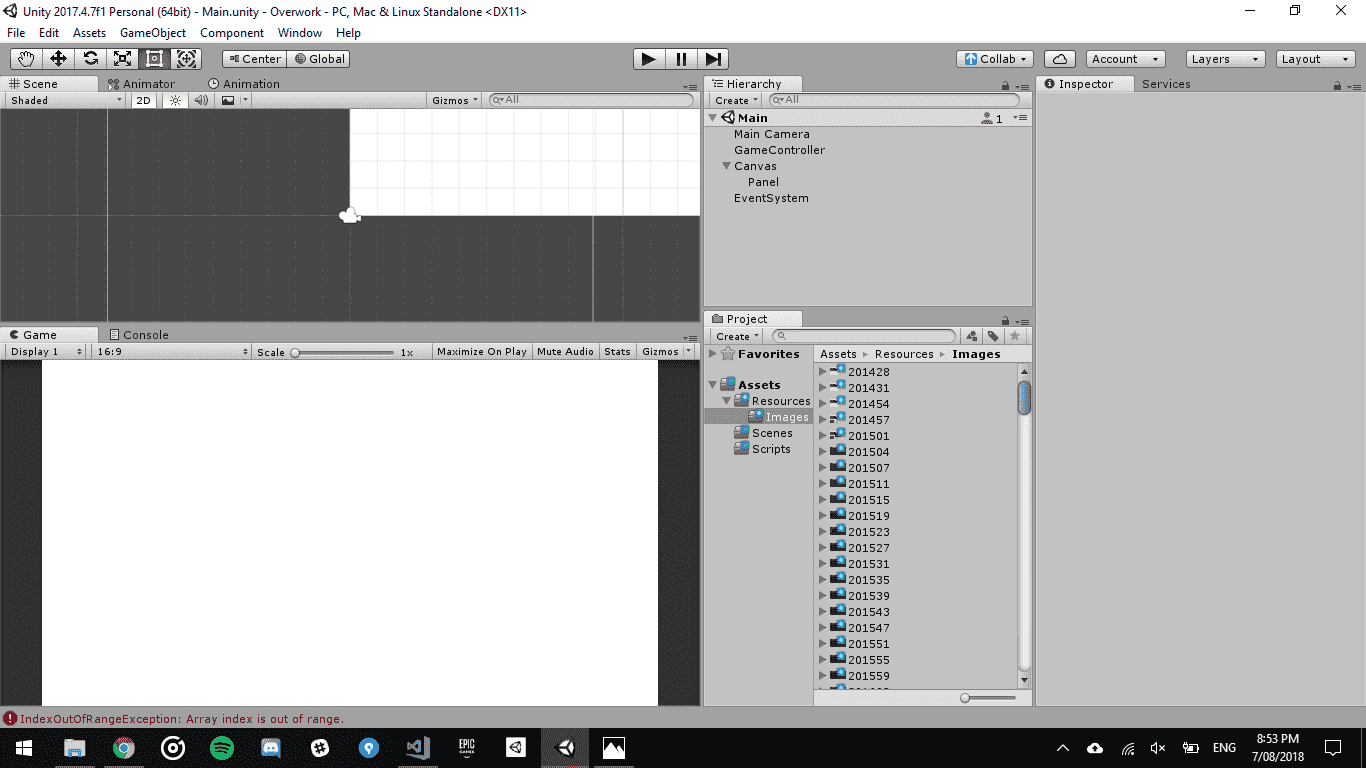 Unity 2017.4.7f1 Personal (64bit) - Main.unity - Overwork - PC, Mac & Linux Standalone <DX11>
File Edit Assets GameObject Component Window Help
Center Global Collab Account Layers Layout
Scene Animator Animation
Shaded 2D Gizmos All
Hierarchy
Create All
Main 1
Main Camera
GameController
Canvas
Panel
EventSystem
Inspector Services
Game Console
Display 1 16:9 Scale 1x Maximize On Play Mute Audio Stats Gizmos
Project
Create
Favorites
Assets
Resources
Images
Scenes
Scripts
Assets Resources Images
201428
201431
201454
201457
201501
201504
201507
201511
201515
201519
201523
201527
201531
201535
201539
201543
201547
201551
201555
201559
IndexOutOfRangeException: Array index is out of range.
EPIC
GAMES
ENG
8:53 PM
7/08/2018